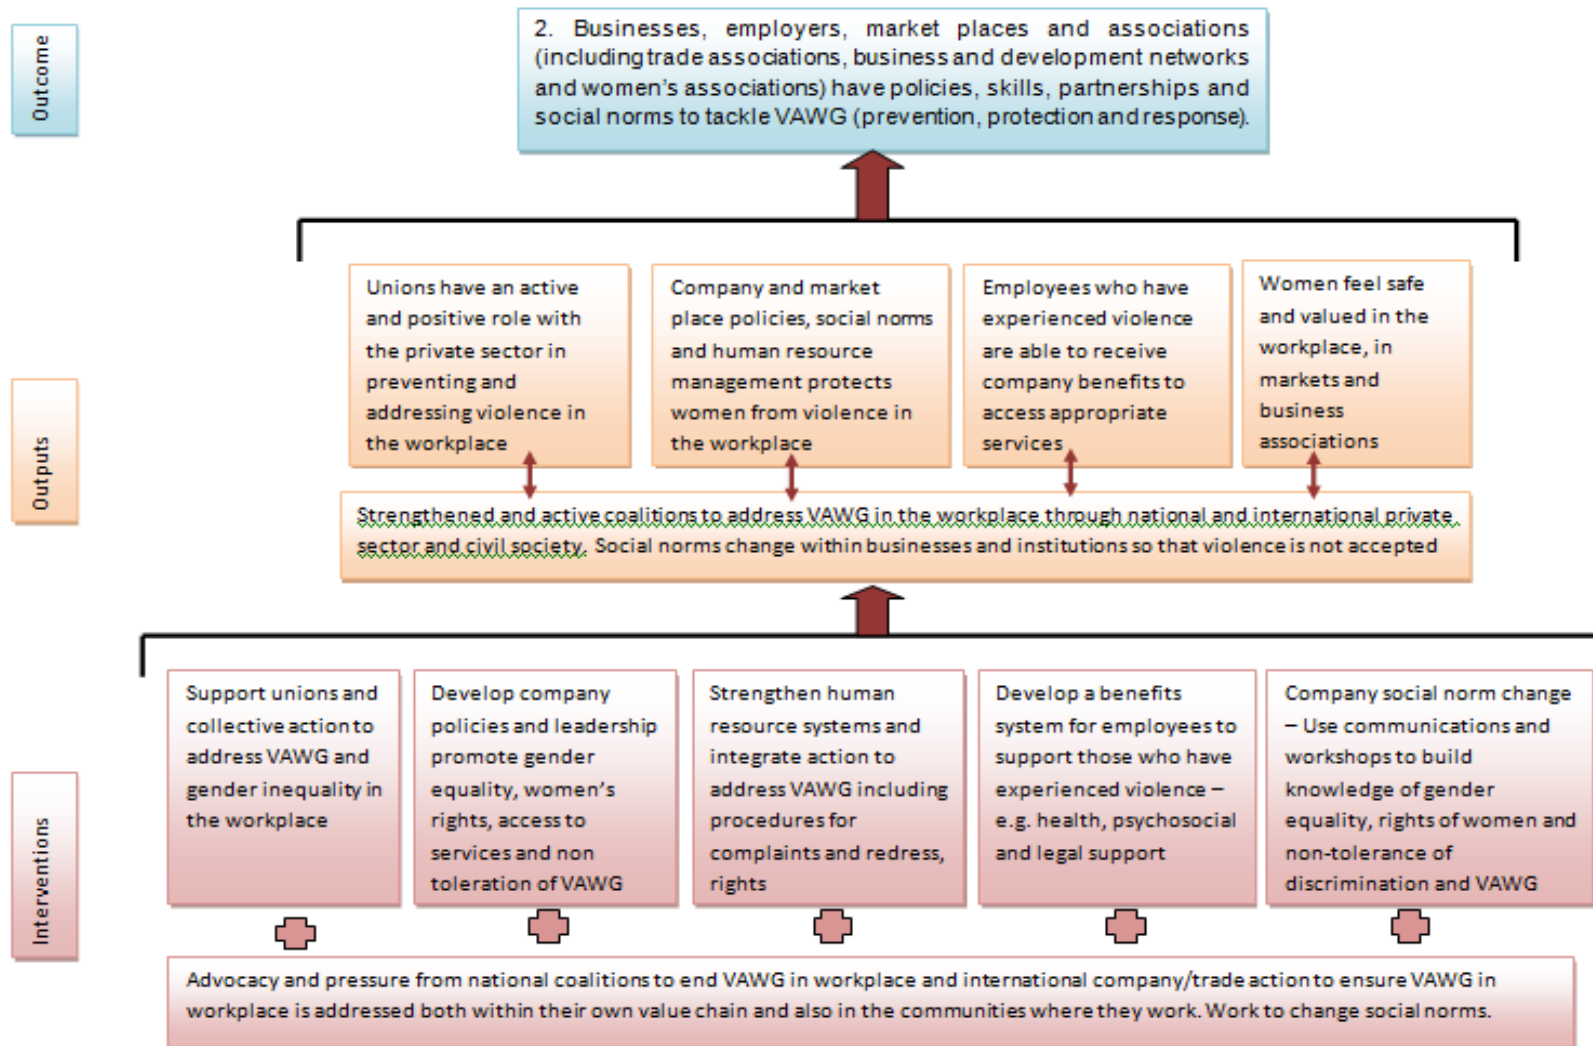 Outcome
2. Businesses, employers, market places and associations
(including trade associations, business and development networks
and women's associations) have policies, skills, partnerships and
social norms to tackle VAWG (prevention, protection and response).
Outputs
Unions have an active
and positive role with
the private sector in
preventing and
addressing violence in
the workplace
Company and market
place policies, social norms
and human resource
management protects
women from violence in
the workplace
Employees who have
experienced violence
are able to receive
company benefits to
access appropriate
services
Women feel safe
and valued in the
workplace, in
markets and
business
associations
Strengthened and active coalitions to address VAWG in the workplace through national and international private
sector and civil society. Social norms change within businesses and institutions so that violence is not accepted
Interventions
Support unions and
collective action to
address VAWG and
gender inequality in
the workplace
Develop company
policies and leadership
promote gender
equality, women's
rights, access to
services and non
toleration of VAWG
Strengthen human
resource systems and
integrate action to
address VAWG including
procedures for
complaints and redress,
rights
Develop a benefits
system for employees to
support those who have
experienced violence –
e.g. health, psychosocial
and legal support
Company social norm change
– Use communications and
workshops to build
knowledge of gender
equality, rights of women and
non-tolerance of
discrimination and VAWG
Advocacy and pressure from national coalitions to end VAWG in workplace and international company/trade action to ensure VAWG in
workplace is addressed both within their own value chain and also in the communities where they work. Work to change social norms.